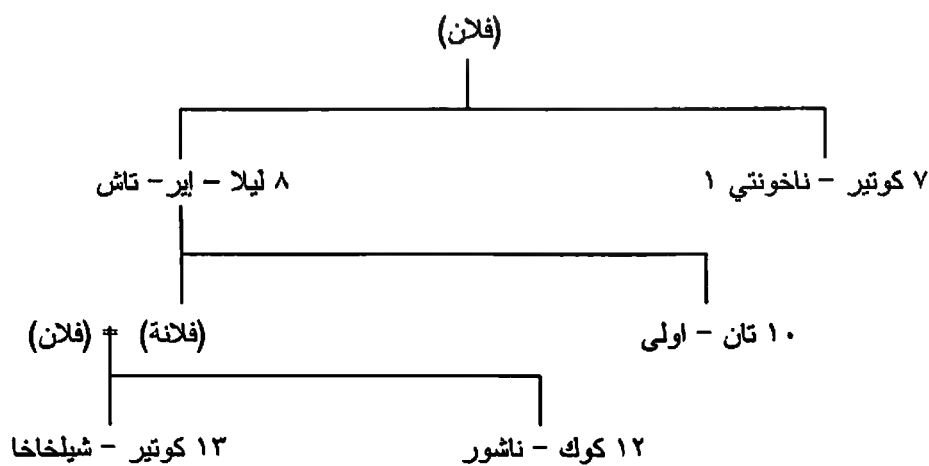 (فلان)
٧ كوتير – ناخونتي ١
٨ ليلا – إير – تاش
١٠ تان – اولى
(فلانة) = (فلان)
١٢ كوك – ناشور
١٣ كوتير – شيلخاخا